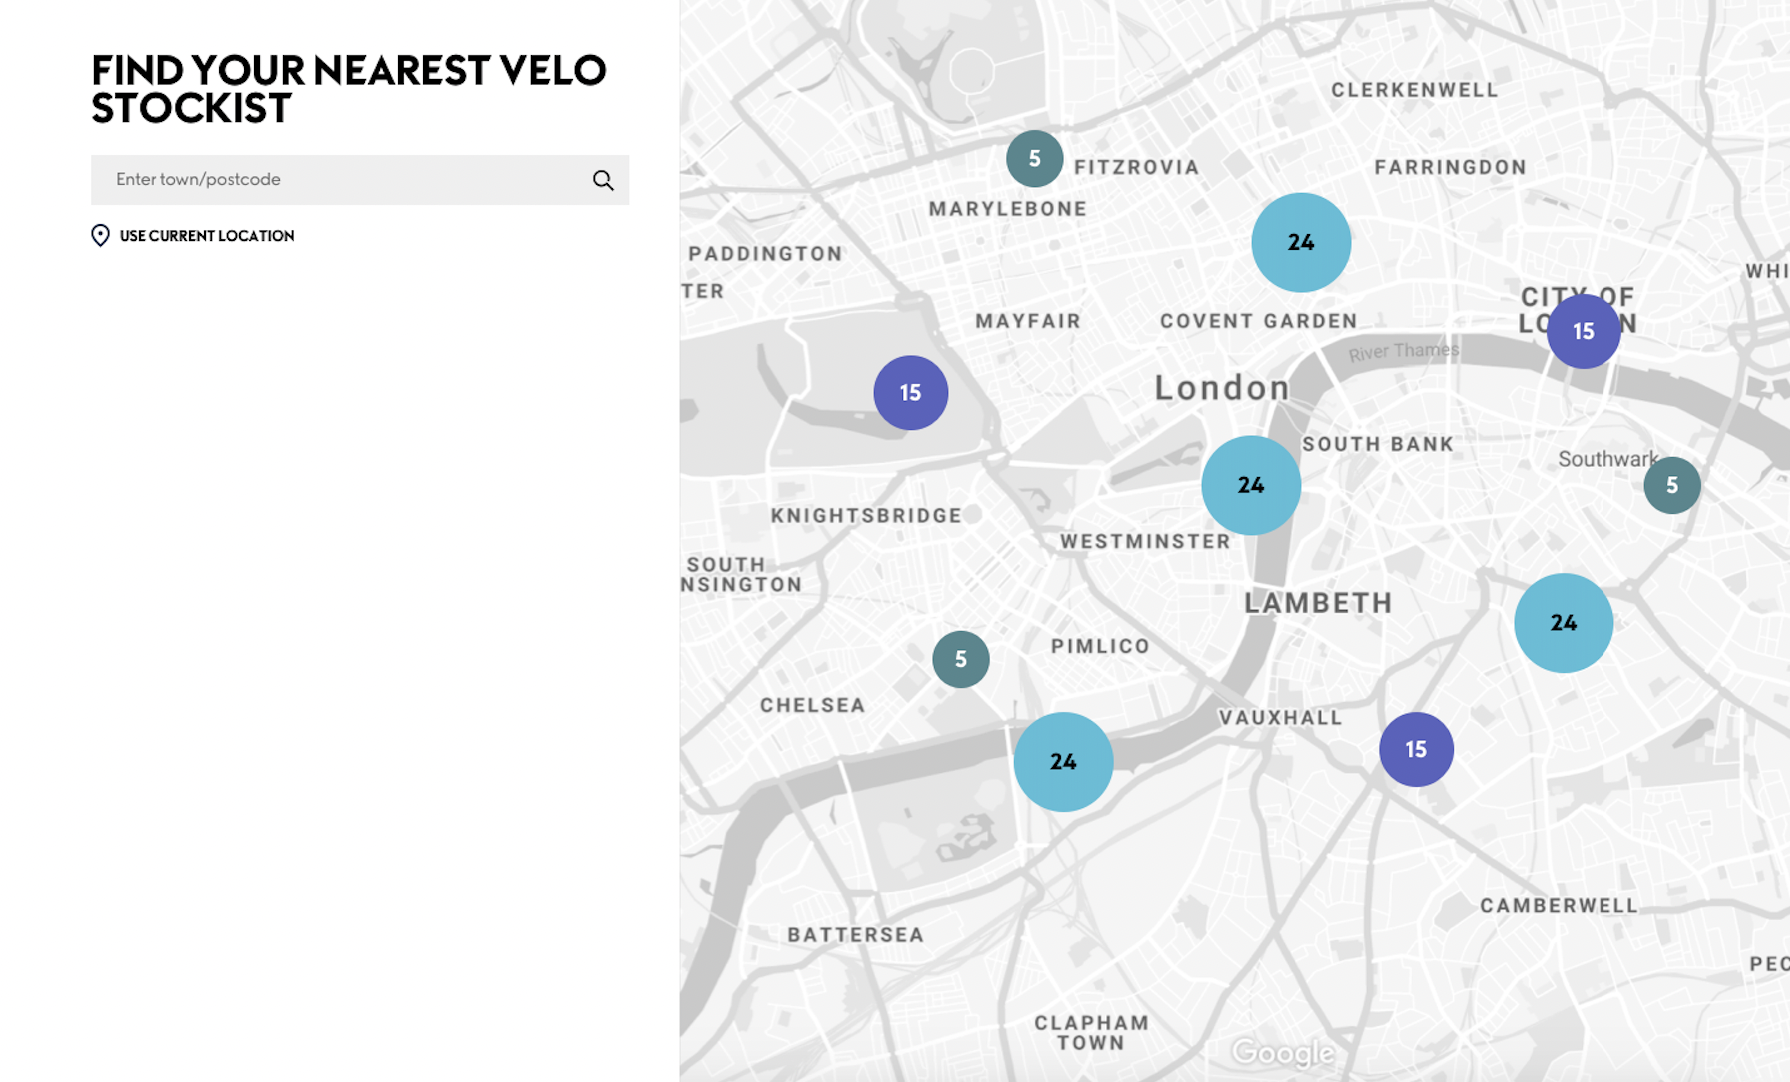 FIND YOUR NEAREST VELO
STOCKIST
Enter town/postcode
USE CURRENT LOCATION
CLERKENWELL
5
FITZROVIA
FARRINGDON
MARYLEBONE
24
PADDINGTON
WHI
TER
CITY OF
MAYFAIR
COVENT GARDEN
15
River Thames
London
15
SOUTH BANK
Southwark
24
5
KNIGHTSBRIDGE
WESTMINSTER
SOUTH
NSINGTON
LAMBETH
24
PIMLICO
5
CHELSEA
VAUXHALL
15
24
CAMBERWELL
BATTERSEA
PEC
CLAPHAM
TOWN
Google